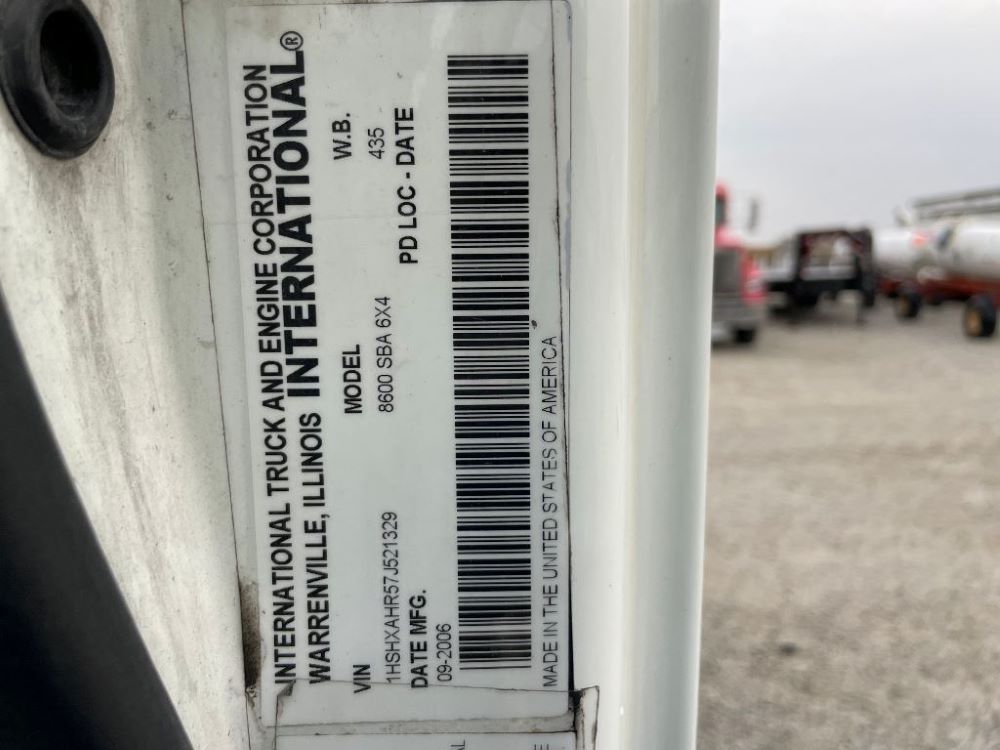 INTERNATIONAL TRUCK AND ENGINE CORPORATION
WARRENVILLE, ILLINOIS INTERNATIONAL®
VIN MODEL W.B.
1HSHXAHR57J521329 8600 SBA 6X4 435
DATE MFG. PD LOC - DATE
09-2006
MADE IN THE UNITED STATES OF AMERICA